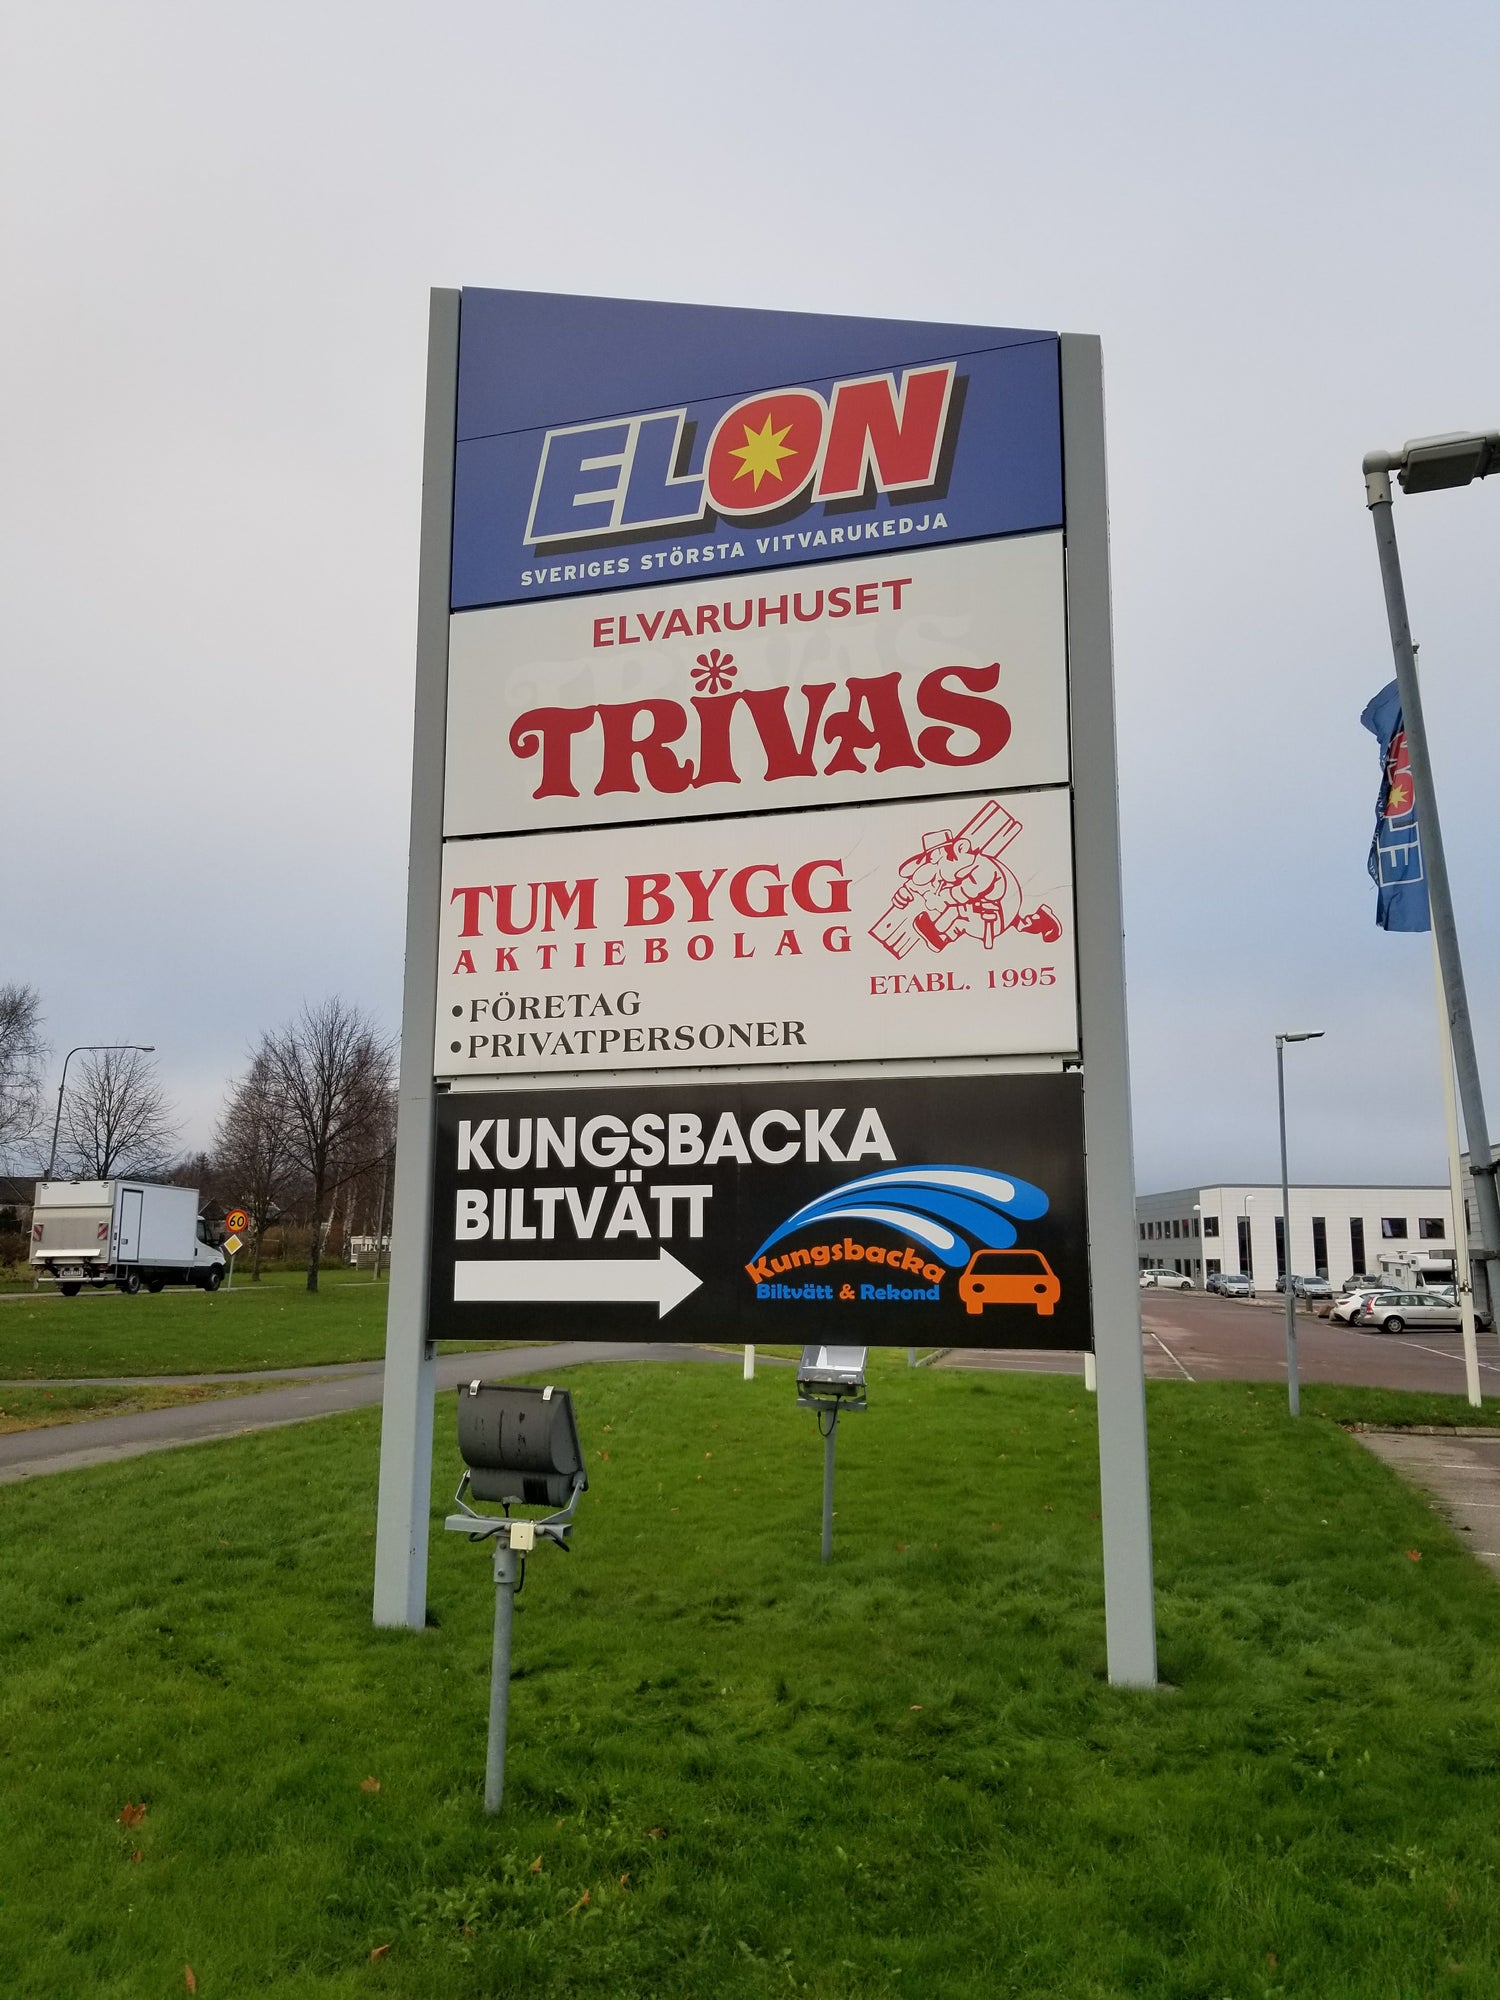 ELON
SVERIGES STÖRSTA VITVARUKEDJA
ELVARUHUSET
TRIVAS
TUM BYGG
AKTIEBOLAG
ETABL. 1995
•FÖRETAG
•PRIVATPERSONER
KUNGSBACKA
BILTVÄTT
Kungsbacka
Biltvätt & Rekond
60
ELON